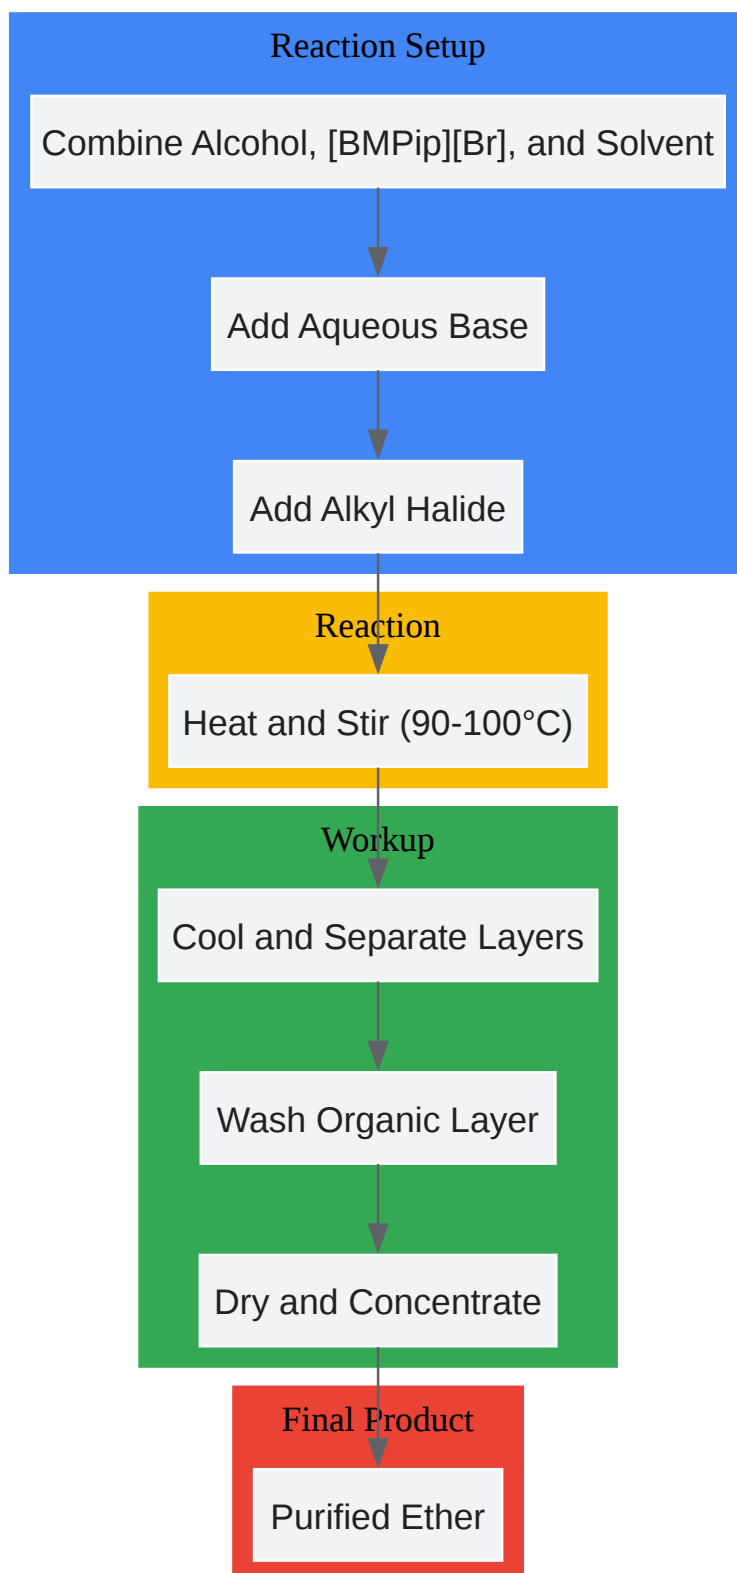 Reaction Setup
Combine Alcohol, [BMPip][Br], and Solvent
Add Aqueous Base
Add Alkyl Halide
Reaction
Heat and Stir (90-100°C)
Workup
Cool and Separate Layers
Wash Organic Layer
Dry and Concentrate
Final Product
Purified Ether